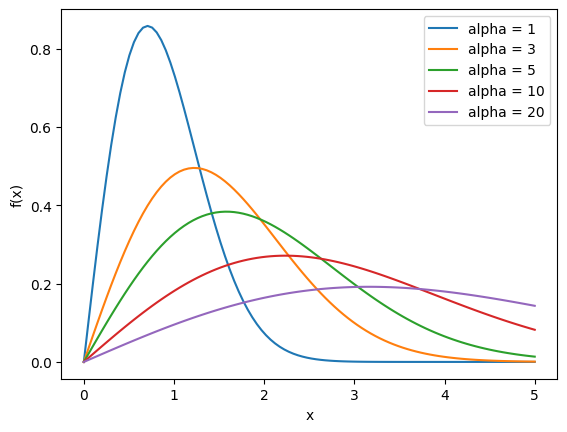 alpha = 1
alpha = 3
alpha = 5
alpha = 10
alpha = 20
0.8
0.6
0.4
0.2
0.0
f(x)
0 1 2 3 4 5
x